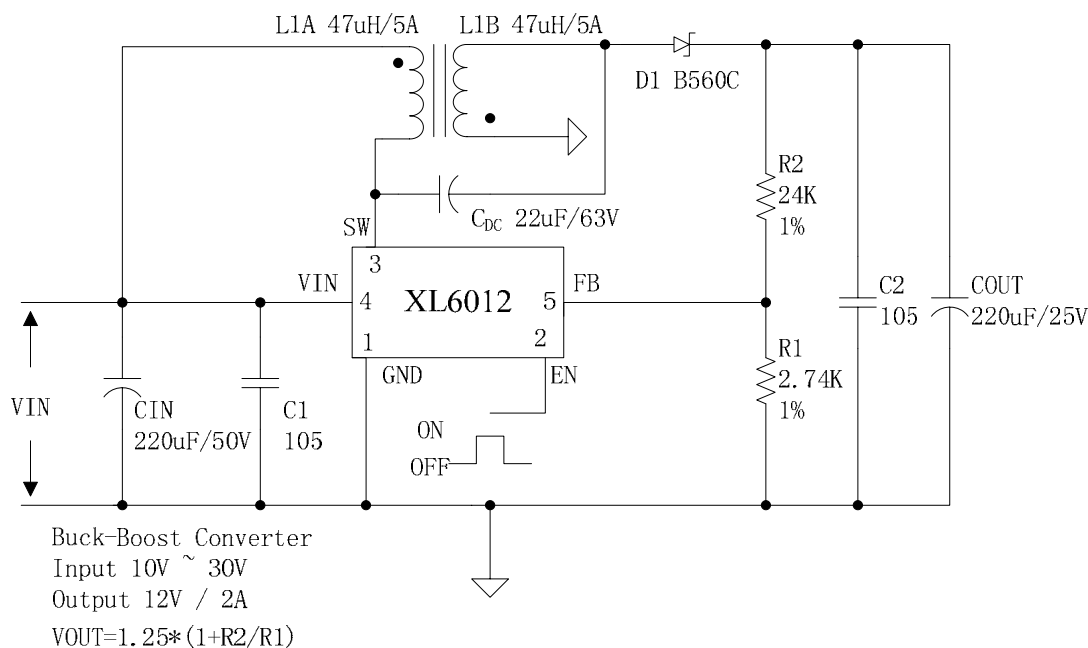 L1A 47uH/5A
L1B 47uH/5A
D1 B560C
R2
24K
1%
CDC 22uF/63V
SW
3
VIN
4
XL6012
5
FB
1
2
GND
EN
C2
105
COUT
220uF/25V
R1
2.74K
1%
VIN
CIN
220uF/50V
C1
105
ON
OFF
Buck-Boost Converter
Input 10V ~ 30V
Output 12V / 2A
VOUT=1.25*(1+R2/R1)